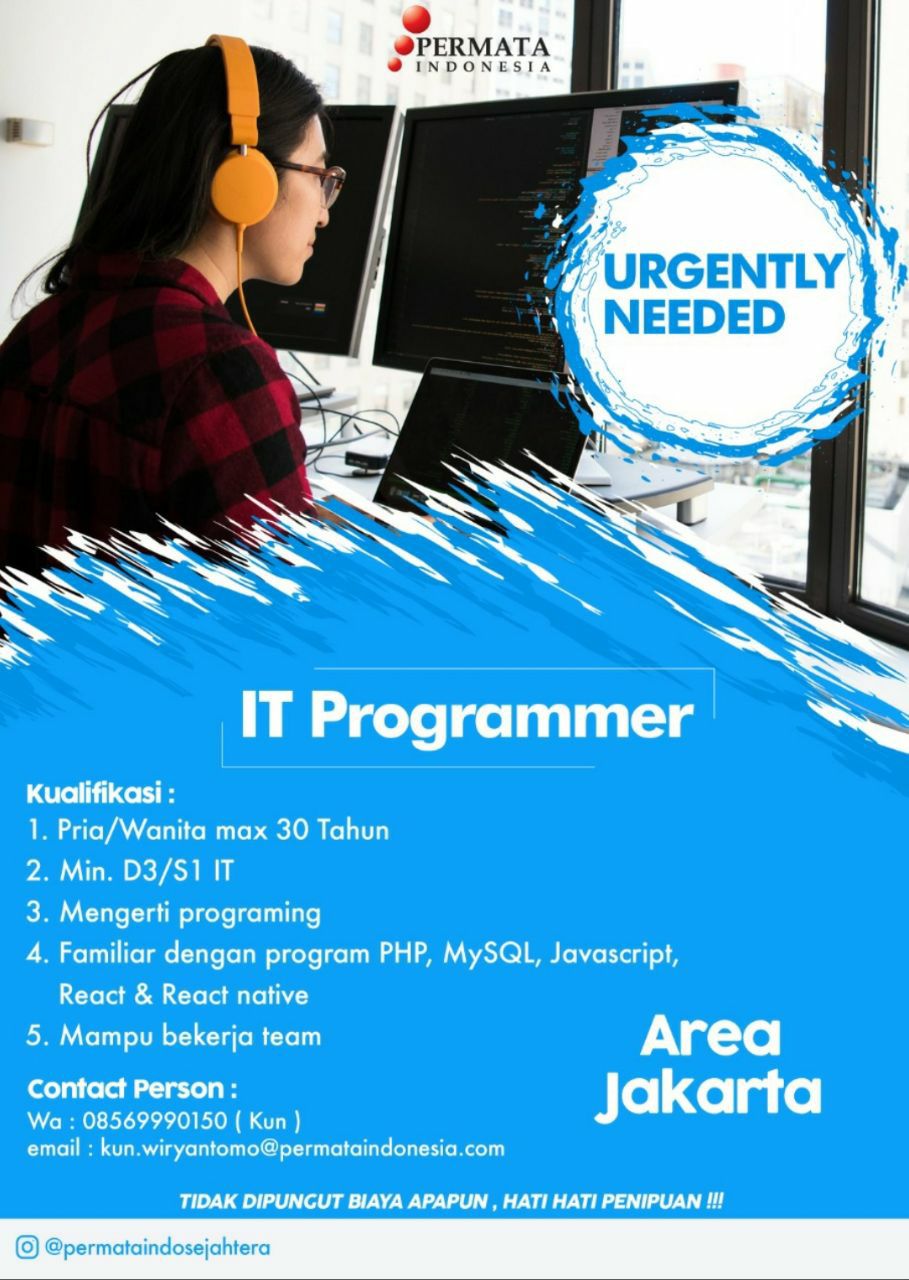 PERMATA
INDONESIA
URGENTLY
NEEDED
IT Programmer
Kualifikasi :
1. Pria/Wanita max 30 Tahun
2. Min. D3/S1 IT
3. Mengerti programing
4. Familiar dengan program PHP, MySQL, Javascript,
React & React native
5. Mampu bekerja team
Area
Jakarta
Contact Person :
Wa : 08569990150 ( Kun )
email : kun.wiryantomo@permataindonesia.com
TIDAK DIPUNGUT BIAYA APAPUN , HATI HATI PENIPUAN !!!
@permataindosejahtera